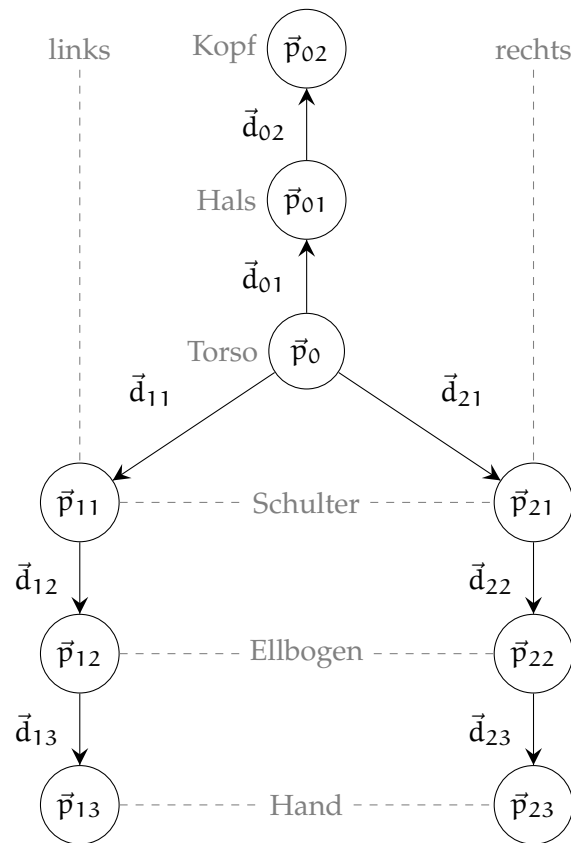 links Kopf p⃗₀₂ rechts
d⃗₀₂
Hals p⃗₀₁
d⃗₀₁
Torso p⃗₀
d⃗₁₁ d⃗₂₁
p⃗₁₁ Schulter p⃗₂₁
d⃗₁₂ d⃗₂₂
p⃗₁₂ Ellbogen p⃗₂₂
d⃗₁₃ d⃗₂₃
p⃗₁₃ Hand p⃗₂₃